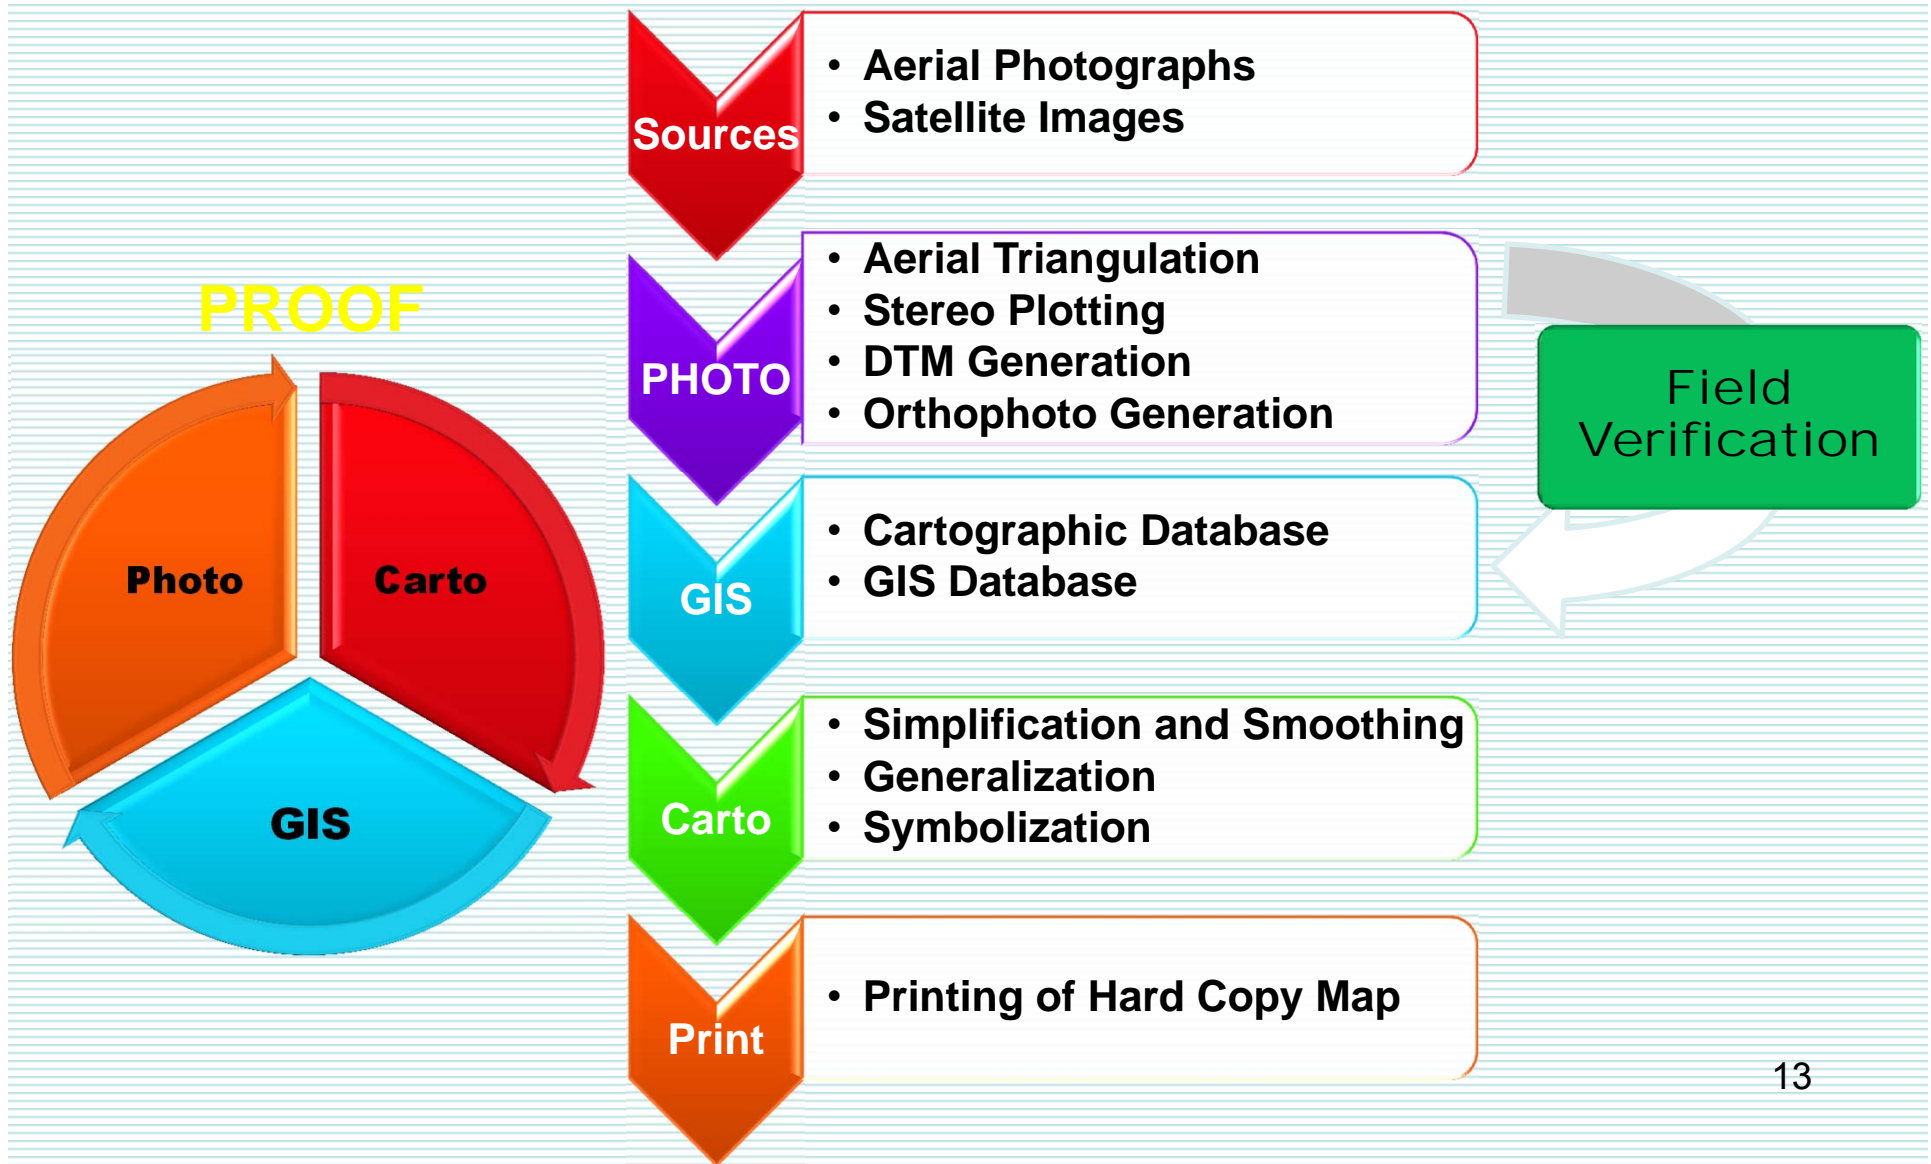 Sources
• Aerial Photographs
• Satellite Images
PHOTO
• Aerial Triangulation
• Stereo Plotting
• DTM Generation
• Orthophoto Generation
Field
Verification
GIS
• Cartographic Database
• GIS Database
Carto
• Simplification and Smoothing
• Generalization
• Symbolization
Print
• Printing of Hard Copy Map
PROOF
Photo
Carto
GIS
13